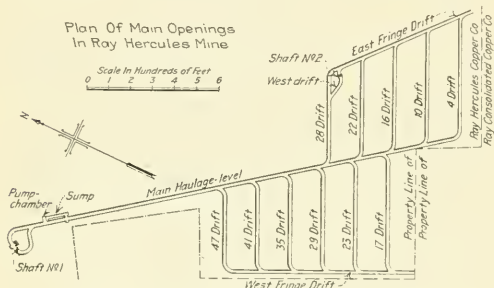 Plan Of Main Openings
In Ray Hercules Mine
Scale In Hundreds of Feet
0 1 2 3 4 5 6
N
East Fringe Drift
Shaft Nº2
West drift
28 Drift
22 Drift
16 Drift
10 Drift
4 Drift
Ray Hercules Copper Co
Ray Consolidated Copper Co
Property Line of
Property Line of
Main Haulage-level
Pump-
chamber
Sump
Shaft Nº1
47 Drift
41 Drift
35 Drift
29 Drift
23 Drift
17 Drift
West Fringe Drift